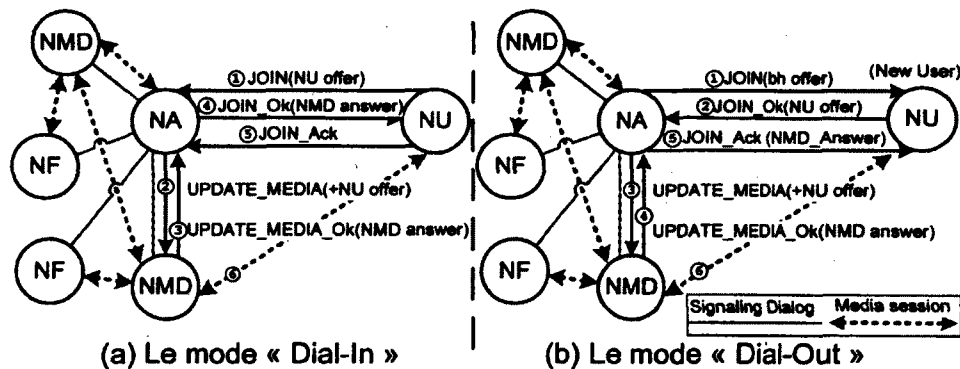 NMD
①JOIN(NU offer)
④JOIN_Ok(NMD answer)
⑤JOIN_Ack
NA
NU
NF
②
UPDATE_MEDIA(+NU offer)
③UPDATE_MEDIA_Ok(NMD answer)
NF
NMD
⑥
(a) Le mode « Dial-In »
NMD
①JOIN(bh offer)
(New User)
②JOIN_Ok(NU offer)
⑤JOIN_Ack (NMD_Answer)
NA
NU
NF
③
UPDATE_MEDIA(+NU offer)
④
UPDATE_MEDIA_Ok(NMD answer)
NF
NMD
⑥
Signaling Dialog
Media session
(b) Le mode « Dial-Out »